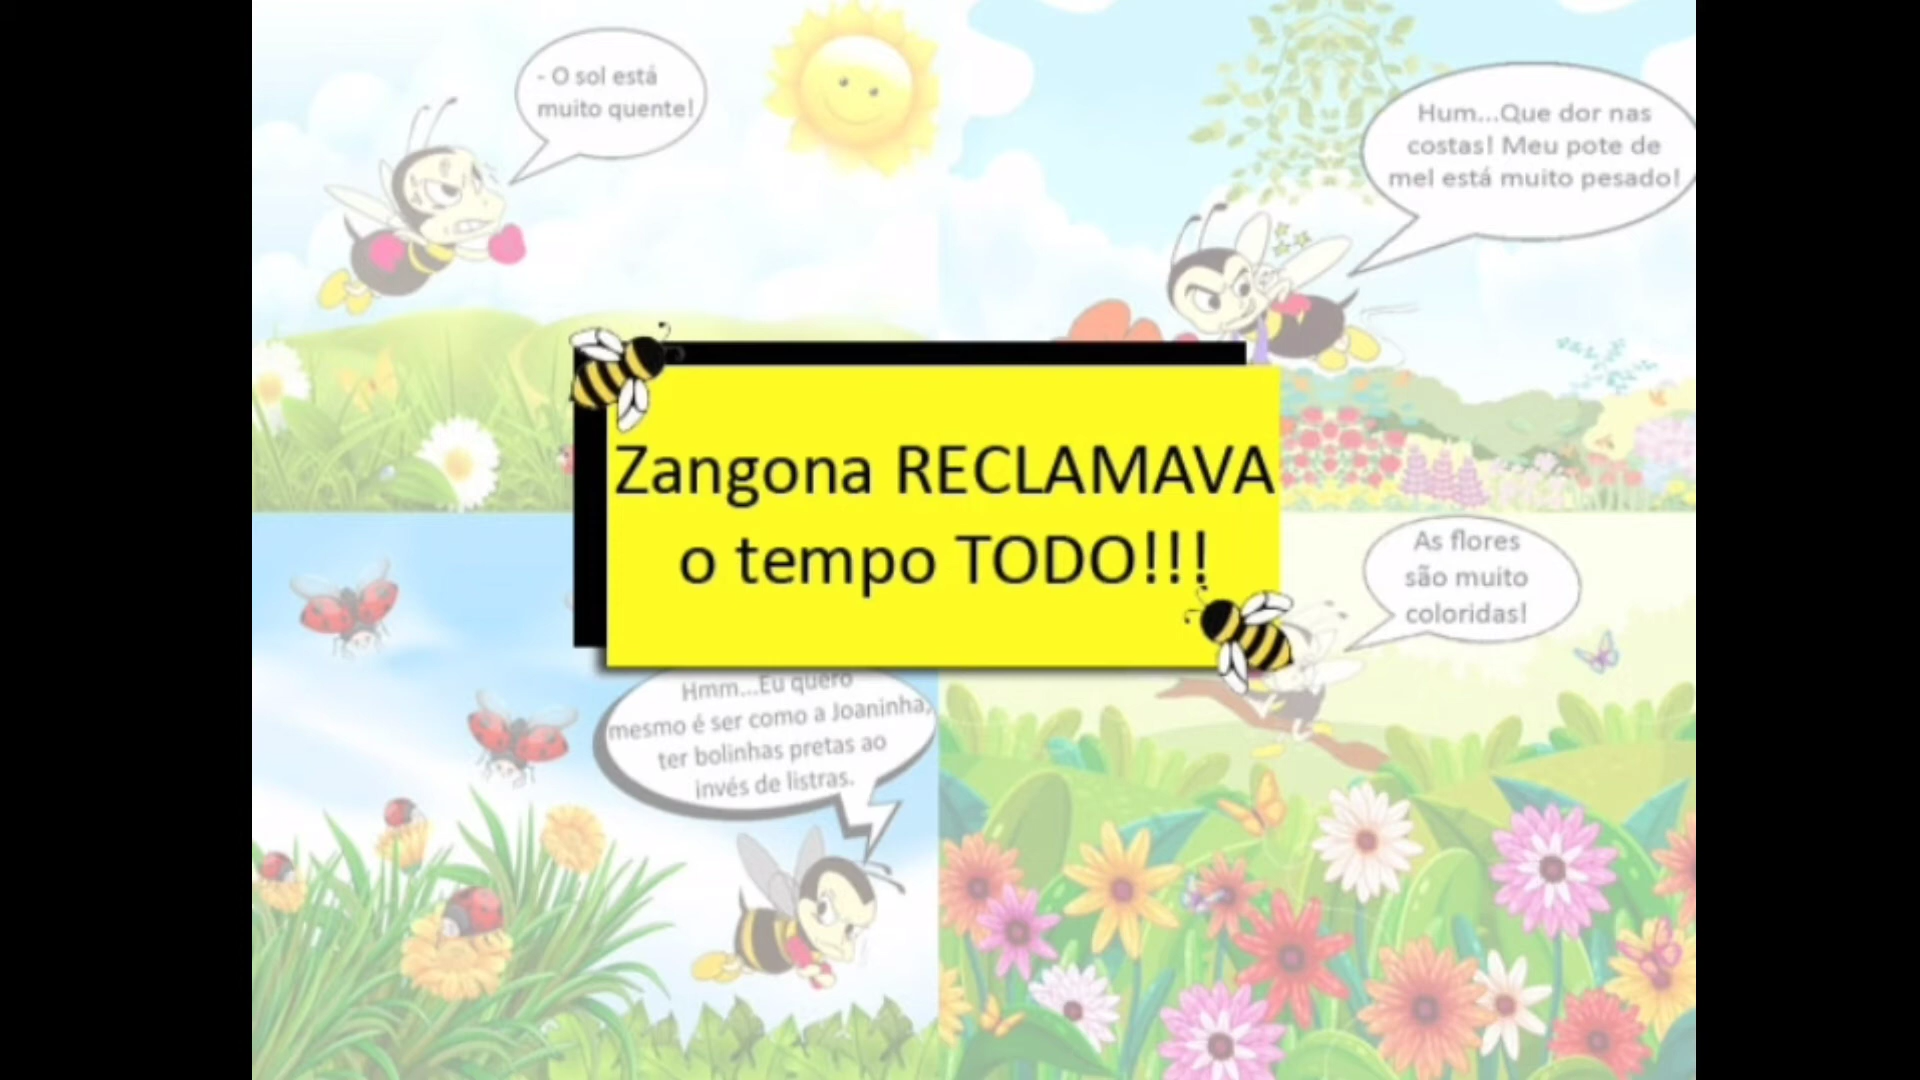 - O sol está
muito quente!
Hum...Que dor nas
costas! Meu pote de
mel está muito pesado!
Zangona RECLAMAVA
o tempo TODO!!!
Hmm...Eu quero
mesmo é ser como a Joaninha,
ter bolinhas pretas ao
invés de listras.
As flores
são muito
coloridas!